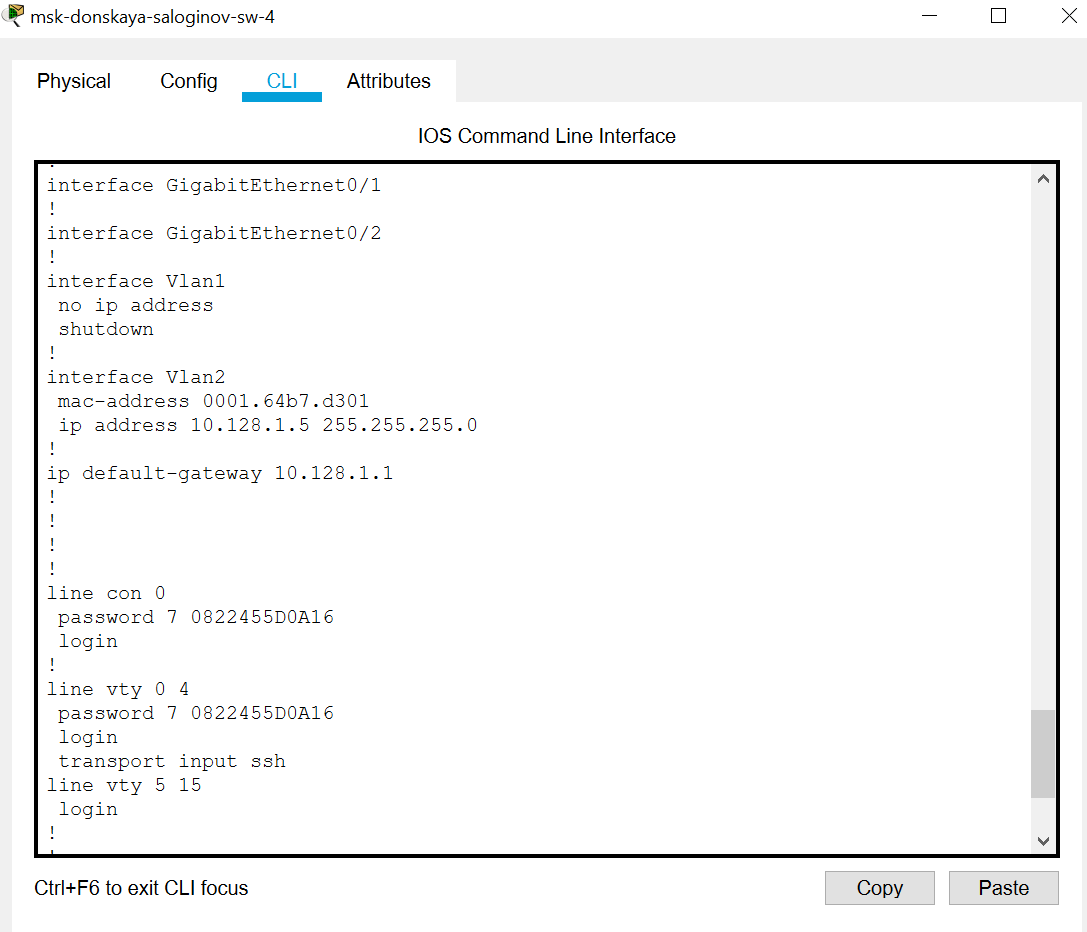 msk-donskaya-saloginov-sw-4
Physical Config CLI Attributes
IOS Command Line Interface
!
interface GigabitEthernet0/1
!
interface GigabitEthernet0/2
!
interface Vlan1
 no ip address
 shutdown
!
interface Vlan2
 mac-address 0001.64b7.d301
 ip address 10.128.1.5 255.255.255.0
!
ip default-gateway 10.128.1.1
!
!
!
!
line con 0
 password 7 0822455D0A16
 login
!
line vty 0 4
 password 7 0822455D0A16
 login
 transport input ssh
line vty 5 15
 login
!
!
Ctrl+F6 to exit CLI focus
Copy Paste